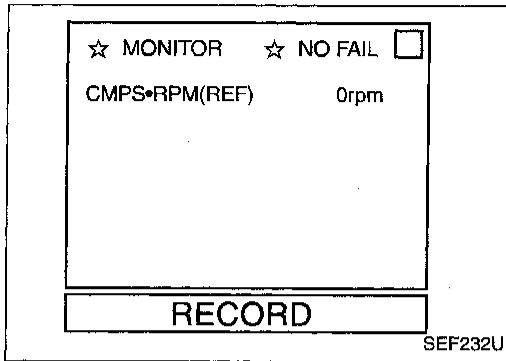 ☆ MONITOR ☆ NO FAIL
CMPS•RPM(REF) 0rpm
RECORD
SEF232U